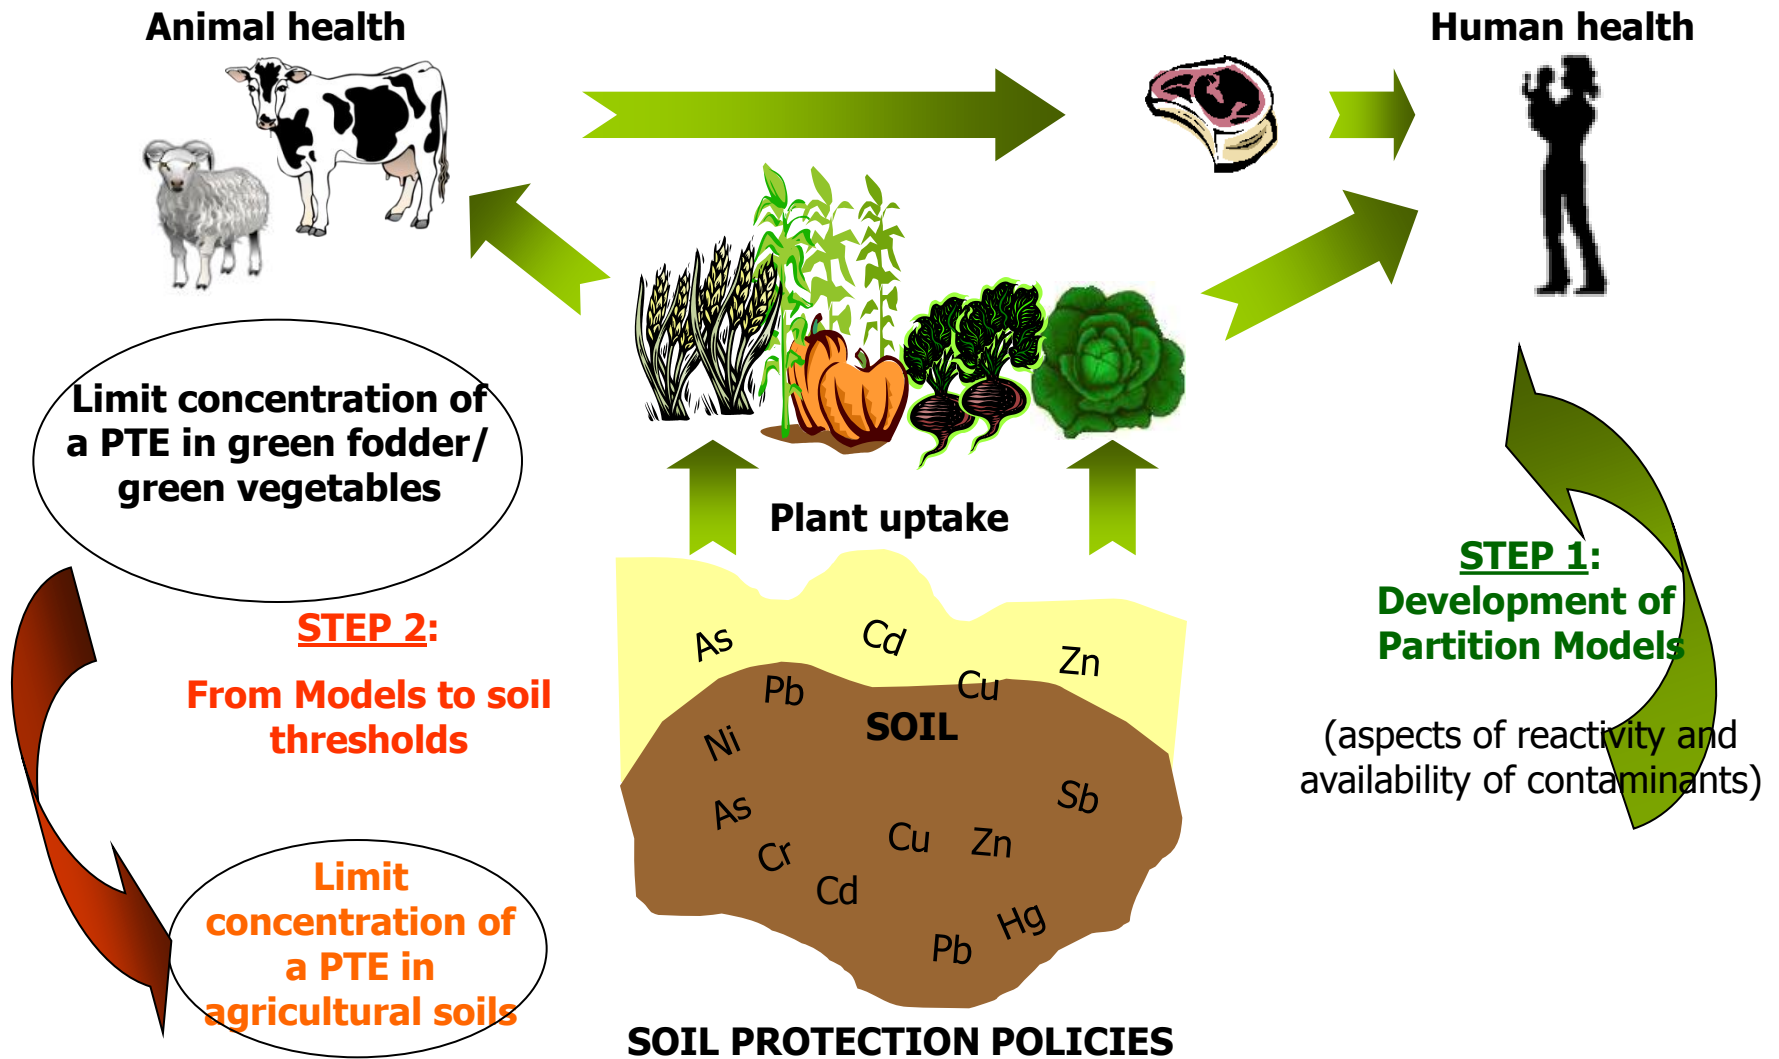 Animal health
Human health
Limit concentration of
a PTE in green fodder/
green vegetables
Plant uptake
STEP 1:
Development of
Partition Models
(aspects of reactivity and
availability of contaminants)
STEP 2:
From Models to soil
thresholds
As
Cd
Zn
Pb
Cu
SOIL
Ni
As
Sb
Cr
Cu
Zn
Cd
Hg
Pb
Limit
concentration of
a PTE in
agricultural soils
SOIL PROTECTION POLICIES